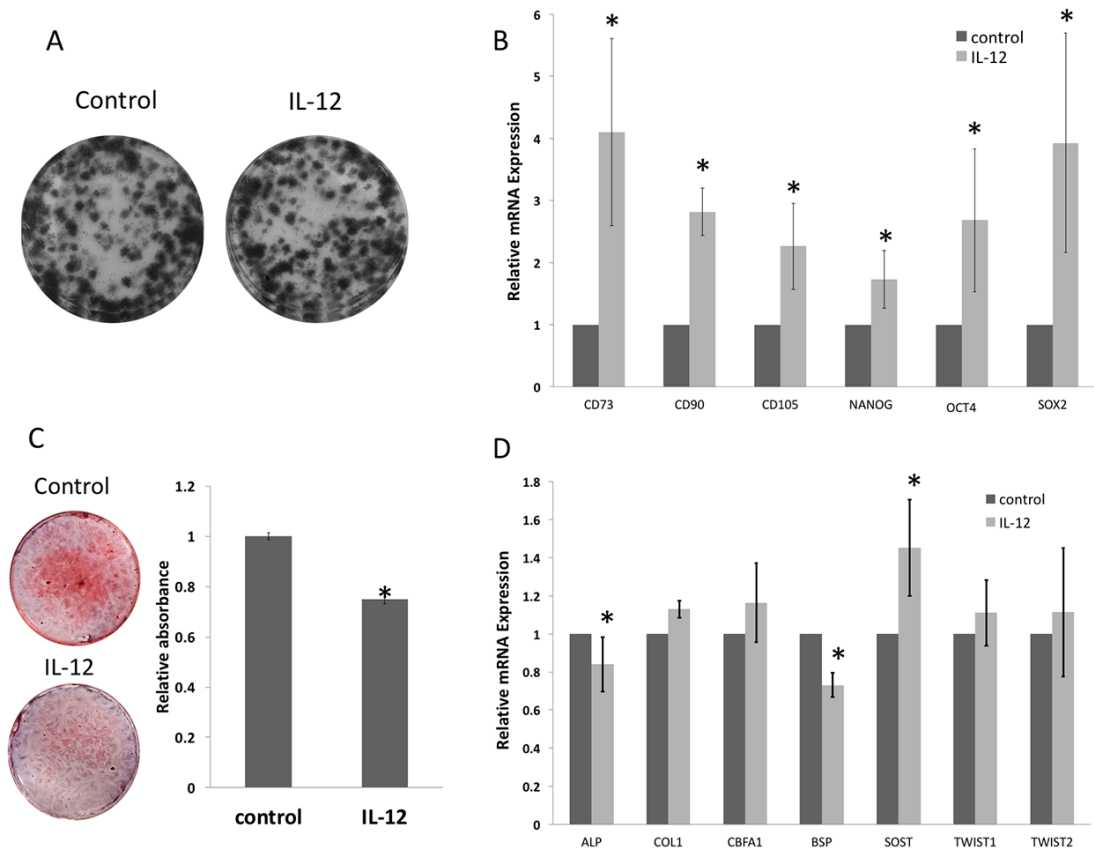 A
Control
IL-12
B
Relative mRNA Expression
6
5
4
3
2
1
0
*
*
*
*
*
*
control
IL-12
CD73
CD90
CD105
NANOG
OCT4
SOX2
C
Control
IL-12
Relative absorbance
1.2
1
0.8
0.6
0.4
0.2
0
*
control
IL-12
D
Relative mRNA Expression
1.8
1.6
1.4
1.2
1
0.8
0.6
0.4
0.2
0
*
*
*
control
IL-12
ALP
COL1
CBFA1
BSP
SOST
TWIST1
TWIST2